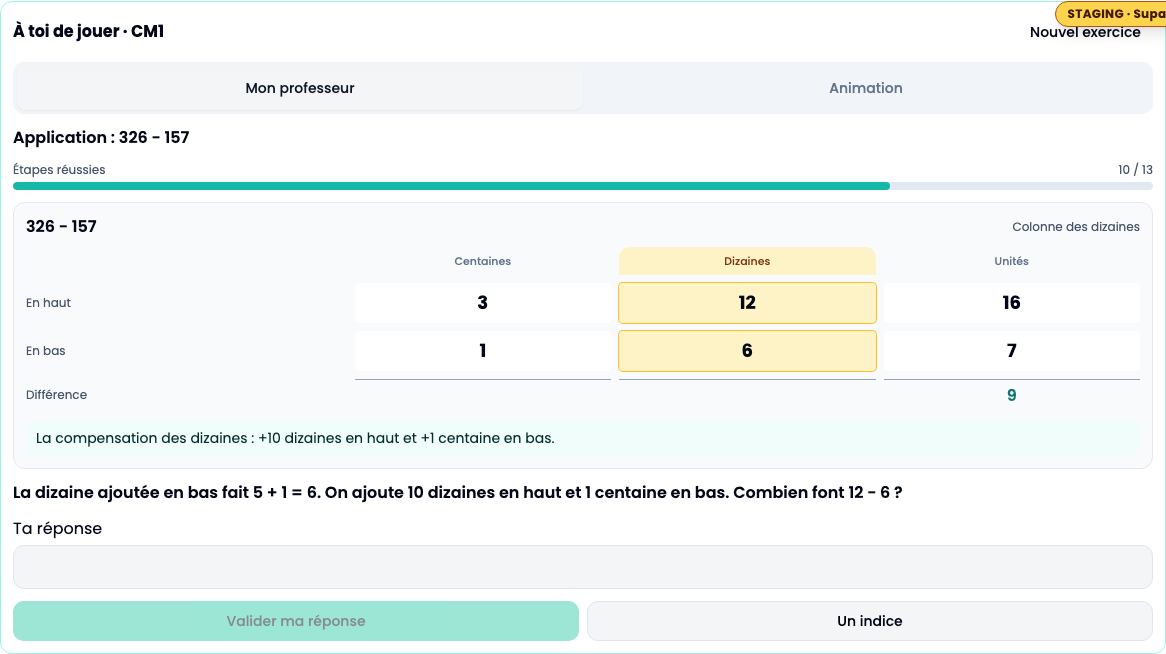 STAGING · Supa
À toi de jouer · CM1
Nouvel exercice
Mon professeur
Animation
Application : 326 - 157
Étapes réussies
10 / 13
326 - 157
Colonne des dizaines
Centaines
Dizaines
Unités
En haut
3
12
16
En bas
1
6
7
Différence
9
La compensation des dizaines : +10 dizaines en haut et +1 centaine en bas.
La dizaine ajoutée en bas fait 5 + 1 = 6. On ajoute 10 dizaines en haut et 1 centaine en bas. Combien font 12 - 6 ?
Ta réponse
Valider ma réponse
Un indice